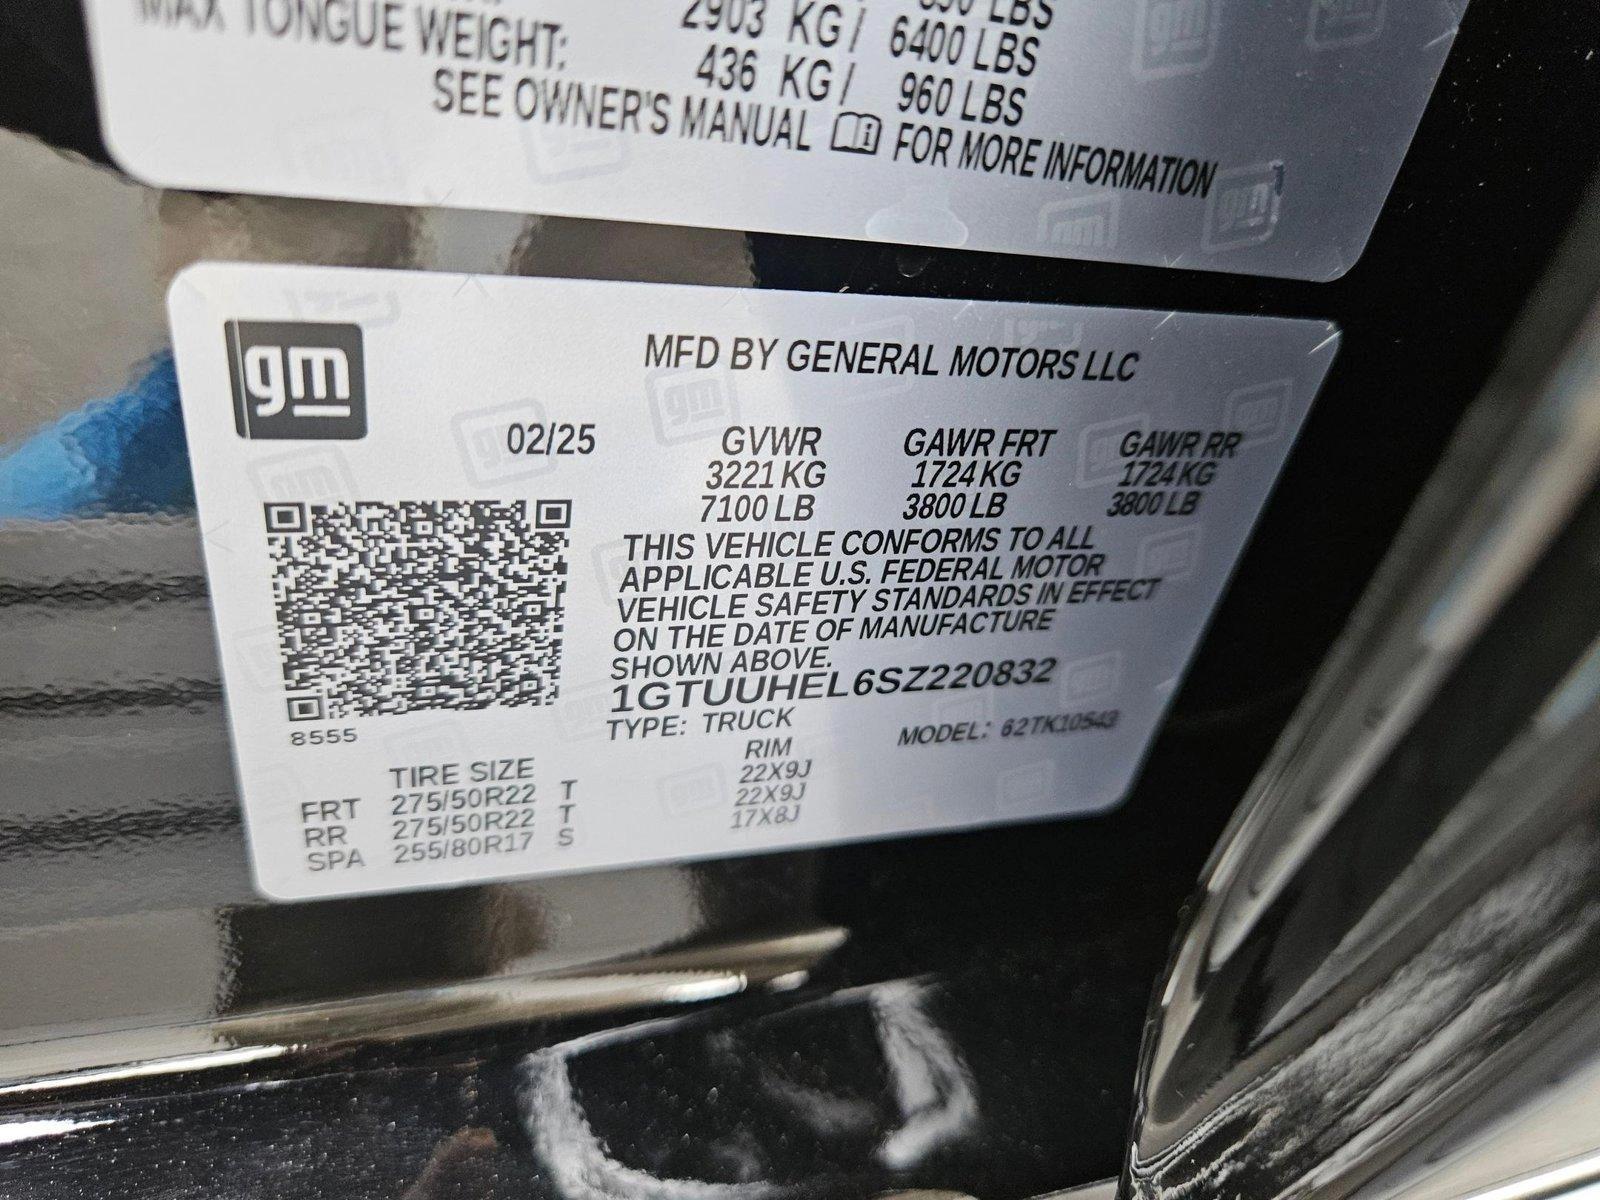 LBS
MAX TONGUE WEIGHT: 2903 KG / 6400 LBS
436 KG / 960 LBS
SEE OWNER'S MANUAL FOR MORE INFORMATION
gm
MFD BY GENERAL MOTORS LLC
02/25 GVWR GAWR FRT GAWR RR
3221 KG 1724 KG 1724 KG
7100 LB 3800 LB 3800 LB
THIS VEHICLE CONFORMS TO ALL
APPLICABLE U.S. FEDERAL MOTOR
VEHICLE SAFETY STANDARDS IN EFFECT
ON THE DATE OF MANUFACTURE
SHOWN ABOVE.
1GTUUHEL6SZ220832
8555 TYPE: TRUCK MODEL: 62TK10543
TIRE SIZE RIM
FRT 275/50R22 T 22X9J
RR 275/50R22 T 22X9J
SPA 255/80R17 S 17X8J